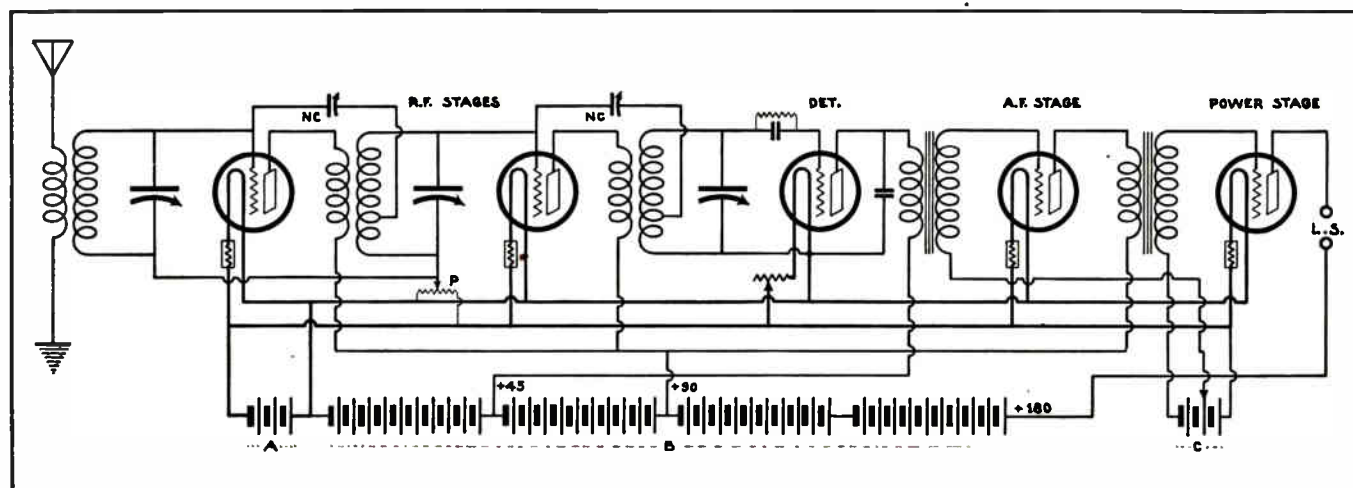 R.F. STAGES
DET.
A.F. STAGE
POWER STAGE
NC
NC
L.S.
P
+45
+90
+180
A
B
C